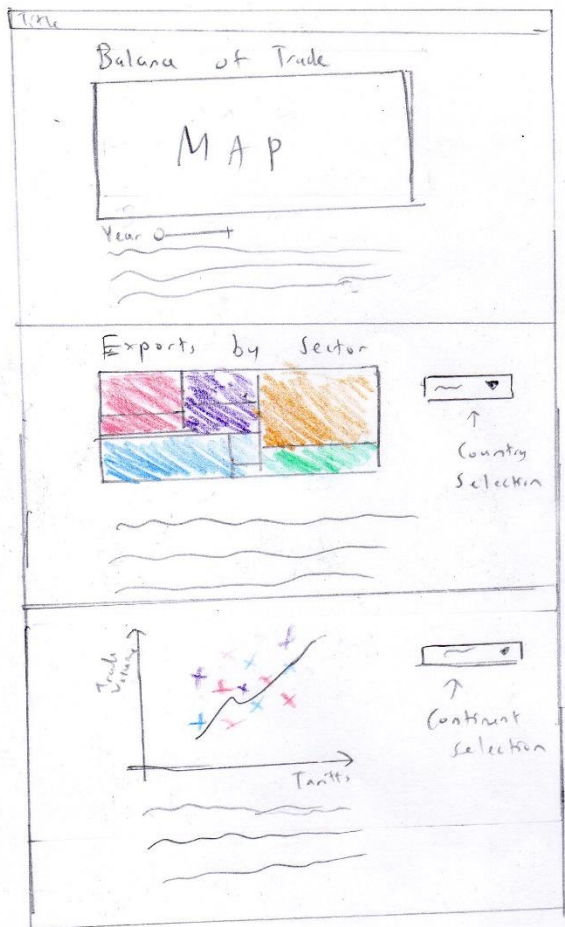 Title
Balance of Trade
MAP
Year
Exports by Sector
Country
Selection
Trade
Volume
Tariffs
Continent
Selection